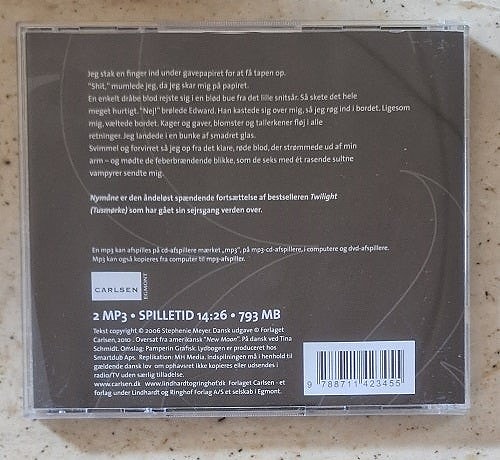 Jeg stak en finger ind under gavepapiret for at få tapen op.
"Shit," mumlede jeg, da jeg skar mig på papiret.
En enkelt dråbe blod rejste sig i en blød bue fra det lille snitsår. Så skete det hele
meget hurtigt. "Nej!" brølede Edward. Han kastede sig over mig, så jeg røg ind i bordet. Ligesom
mig, væltede bordet. Kager og gaver, blomster og tallerkener fløj i alle
retninger. Jeg landede i en bunke af smadret glas.
Svimmel og forvirret så jeg op fra det klare, røde blod, der strømmede ud af min
arm – og mødte de feberbrændende blikke, som de seks med ét rasende sultne
vampyrer sendte mig.
Nymåne er den åndeløst spændende fortsættelse af bestselleren Twilight
(Tusmørke) som har gået sin sejrsgang verden over.
En mp3 kan afspilles på cd-afspillere mærket „mp3", på mp3-cd-afspillere, i computere og dvd-afspillere.
Mp3 kan også kopieres fra computer til mp3-afspiller.
CARLSEN
EGMONT
2 MP3 • SPILLETID 14:26 • 793 MB
Tekst copyright © 2006 Stephenie Meyer. Dansk udgave © Forlaget
Carlsen, 2010 . Oversat fra amerikansk "New Moon". På dansk ved Tina
Schmidt. Omslag: Pamperin Grafisk. Lydbogen er produceret hos
Smartdub Aps. Replikation: MH Media. Indspilningen må i henhold til
gældende dansk lov om ophavsret ikke kopieres eller udsendes i
radio/TV uden særlig tilladelse.
www.carlsen.dk www.lindhardtogringhof.dk Forlaget Carlsen - et
forlag under Lindhardt og Ringhof Forlag A/S et selskab i Egmont.
9 788711 423455